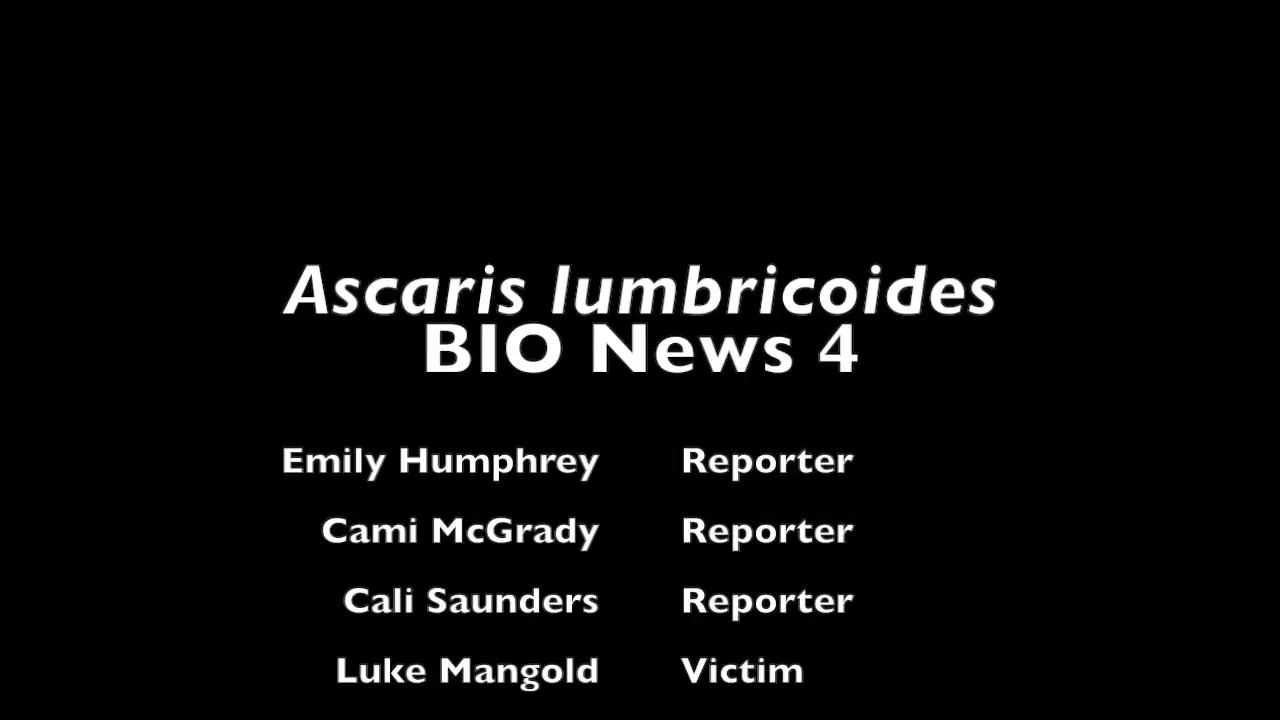 Ascaris lumbricoides
BIO News 4
Emily Humphrey Reporter
Cami McGrady Reporter
Cali Saunders Reporter
Luke Mangold Victim